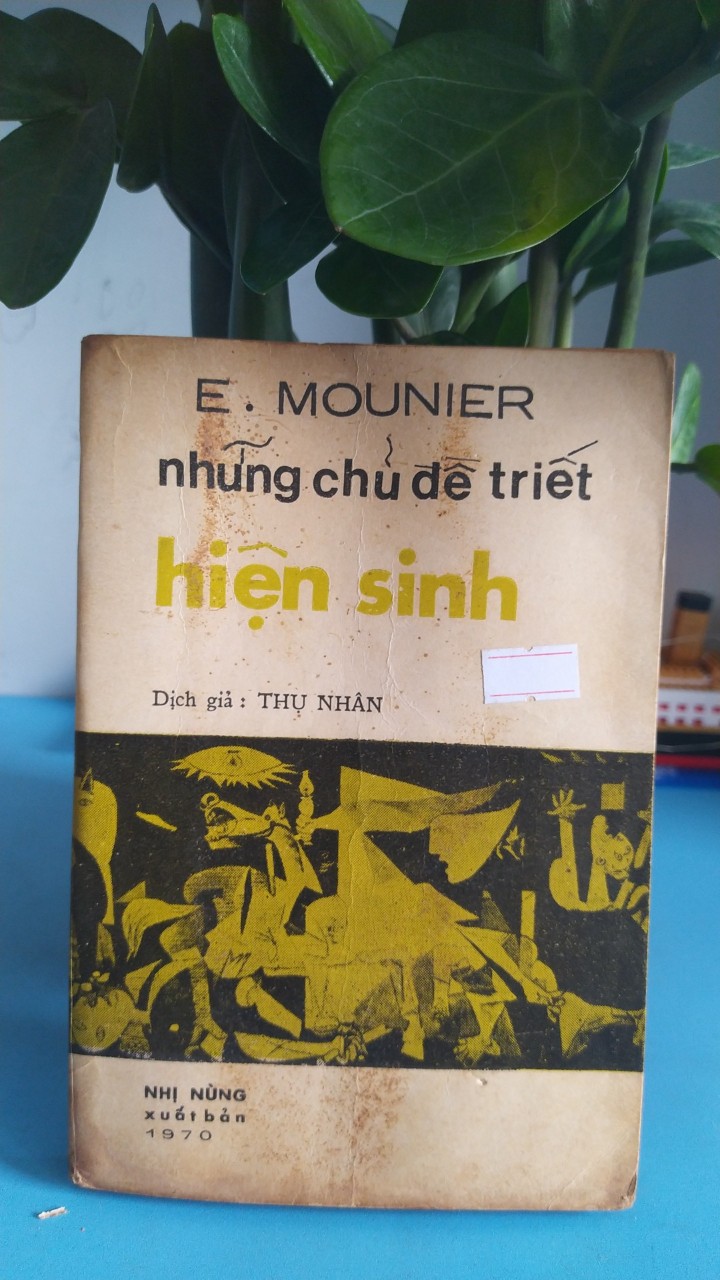 E. MOUNIER
những chủ đề triết
hiện sinh
Dịch giả : THỤ NHÂN
NHỊ NÙNG
xuất bản
1970